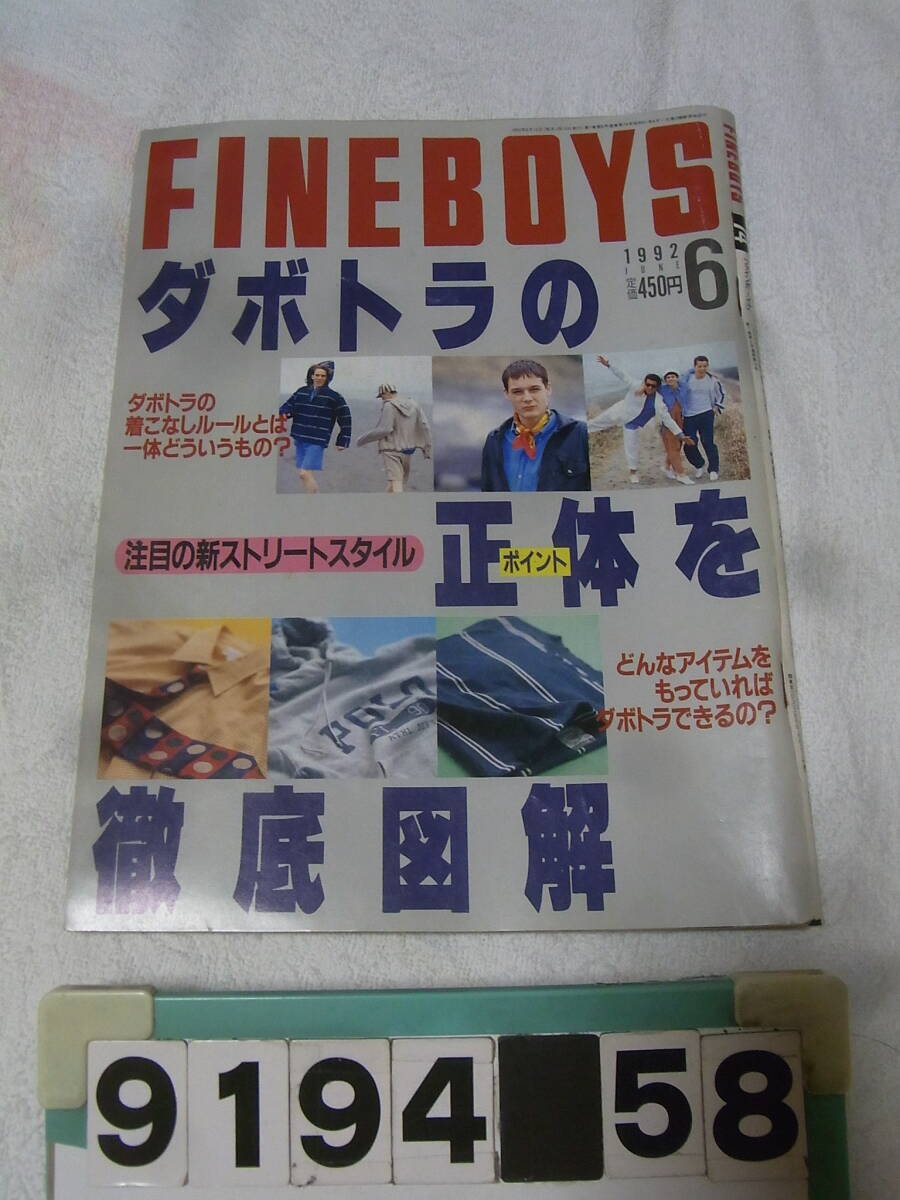 FINEBOYS
1992
JUNE
6
定価450円
ダボトラの
ダボトラの
着こなしルールとは
一体どういうもの?
注目の新ストリートスタイル
正体を
ポイント
POLO
どんなアイテムを
もっていれば
ダボトラできるの?
徹底図解
FINEBOYS
74
9194 58